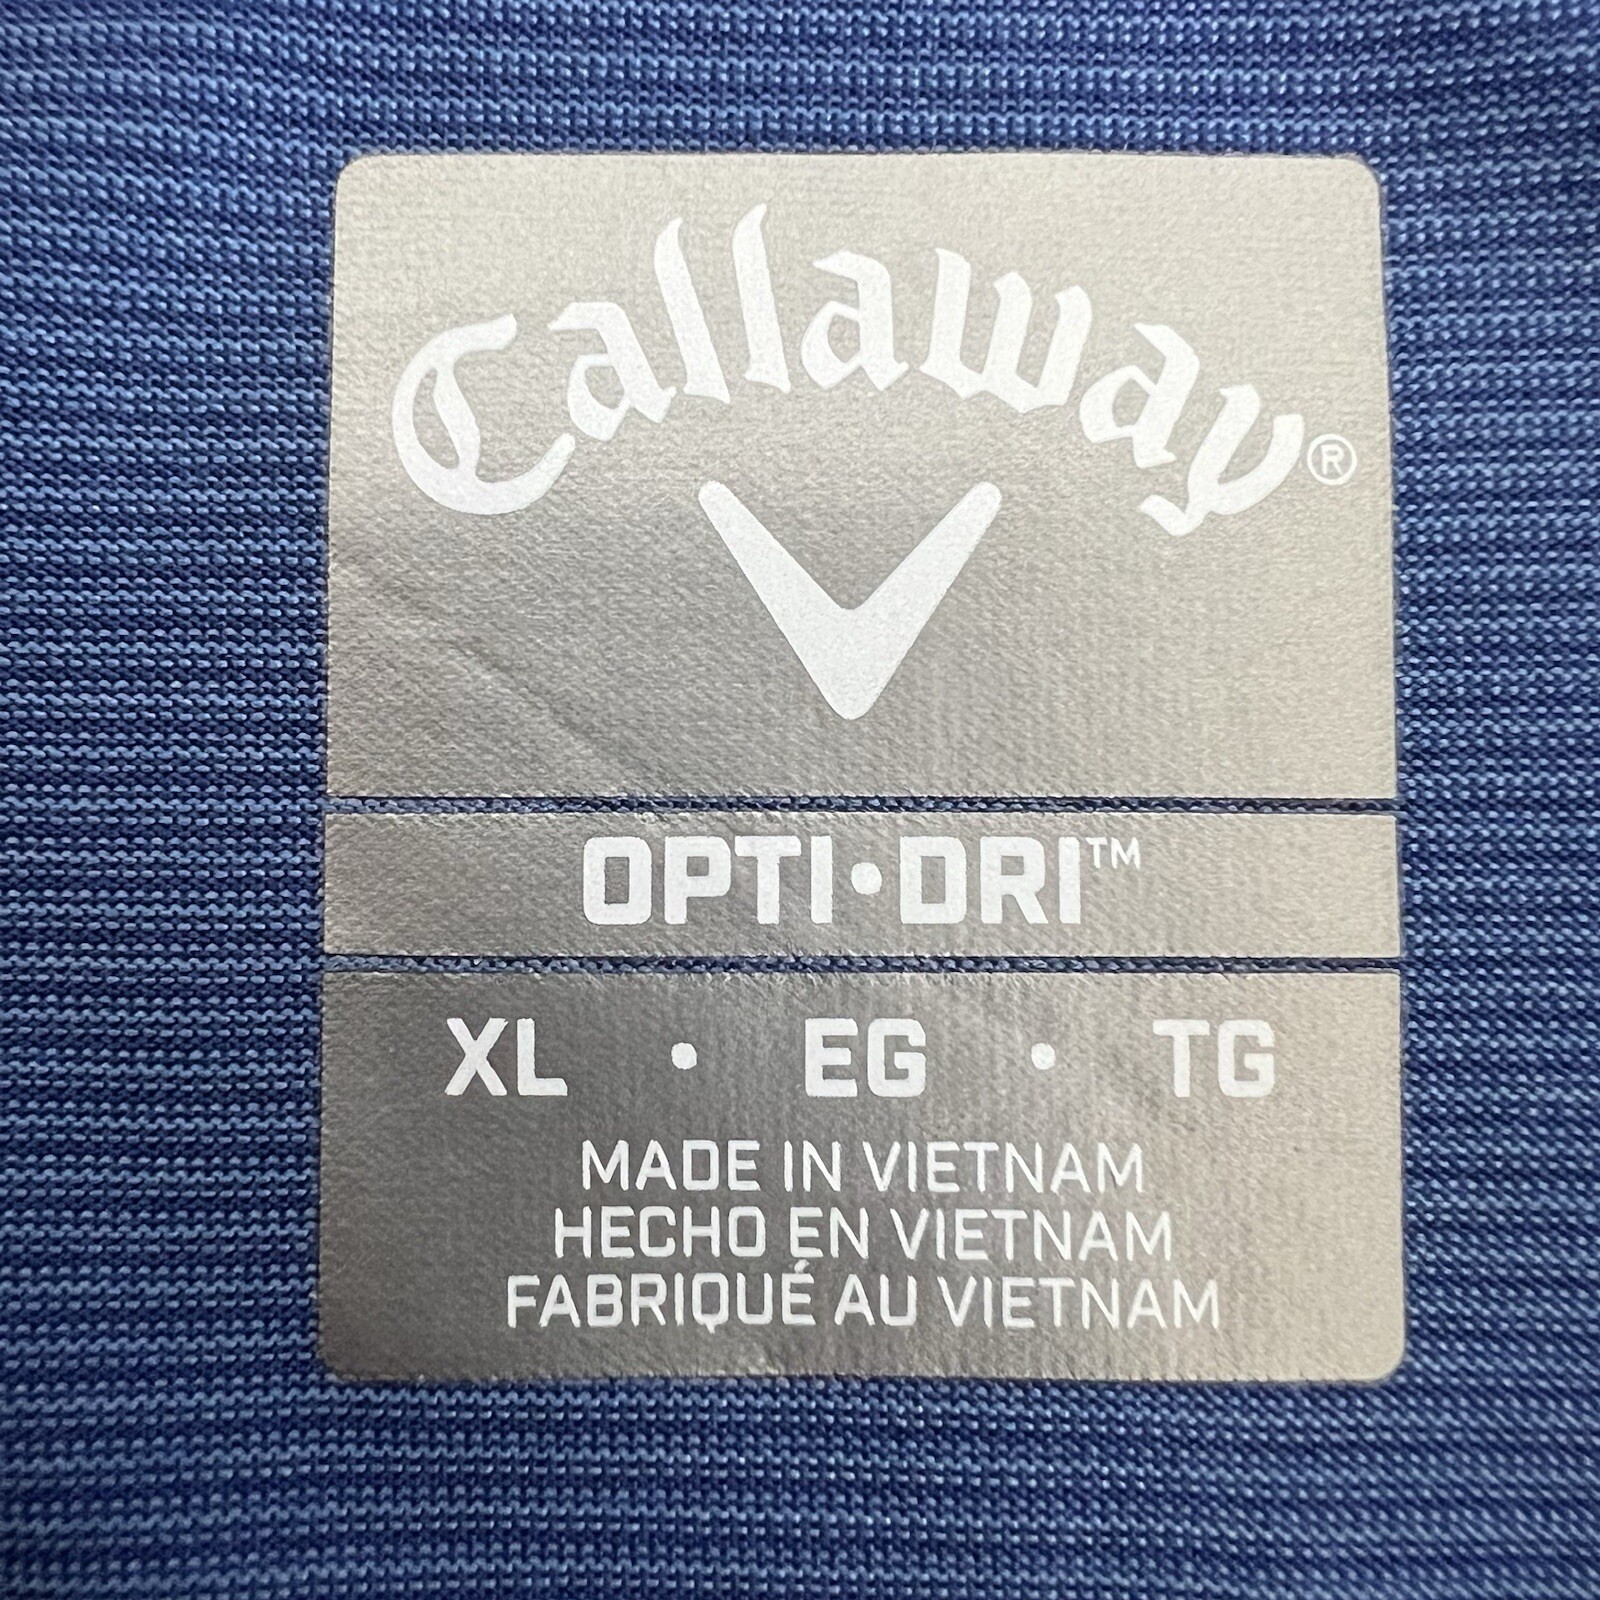 Callaway®
OPTI•DRI™
XL • EG • TG
MADE IN VIETNAM
HECHO EN VIETNAM
FABRIQUÉ AU VIETNAM